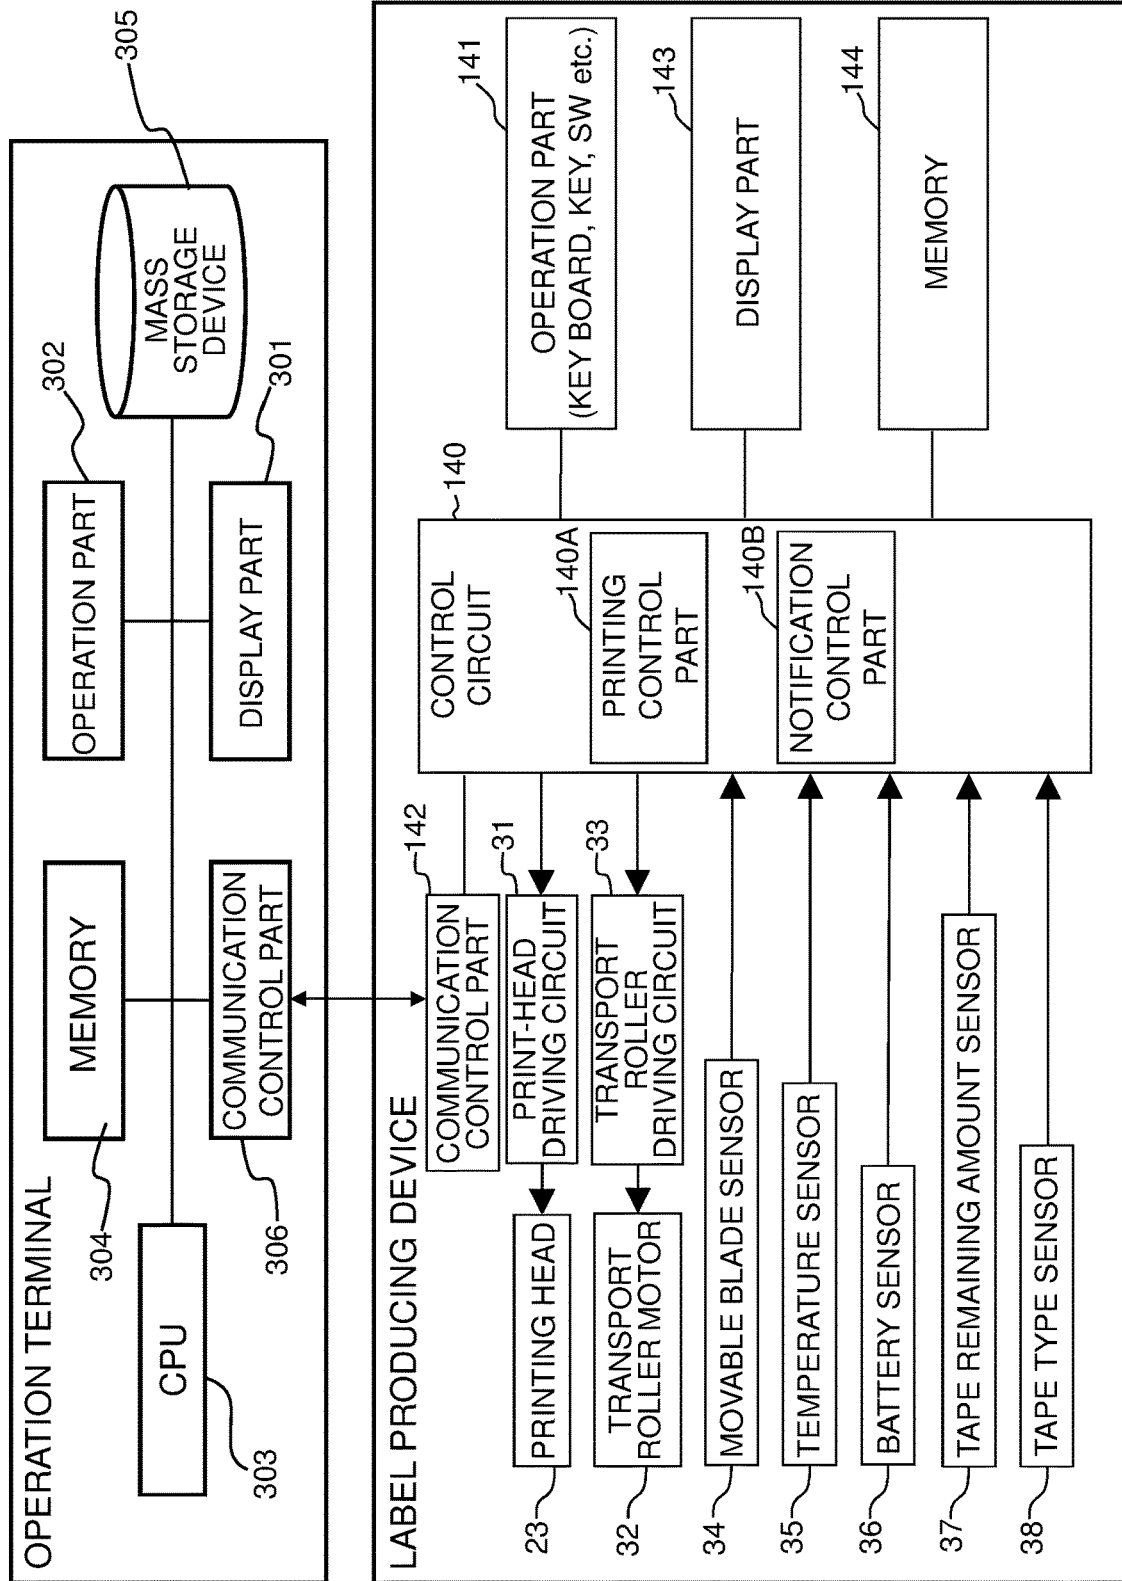 OPERATION TERMINAL
303
CPU
304
MEMORY
306
COMMUNICATION
CONTROL PART
302
OPERATION PART
301
DISPLAY PART
305
MASS
STORAGE
DEVICE
LABEL PRODUCING DEVICE
142
COMMUNICATION
CONTROL PART
23
PRINTING HEAD
31
PRINT-HEAD
DRIVING CIRCUIT
32
TRANSPORT
ROLLER MOTOR
33
TRANSPORT
ROLLER
DRIVING CIRCUIT
34
MOVABLE BLADE SENSOR
35
TEMPERATURE SENSOR
36
BATTERY SENSOR
37
TAPE REMAINING AMOUNT SENSOR
38
TAPE TYPE SENSOR
140
CONTROL
CIRCUIT
140A
PRINTING
CONTROL
PART
140B
NOTIFICATION
CONTROL
PART
141
OPERATION PART
(KEY BOARD, KEY, SW etc.)
143
DISPLAY PART
144
MEMORY